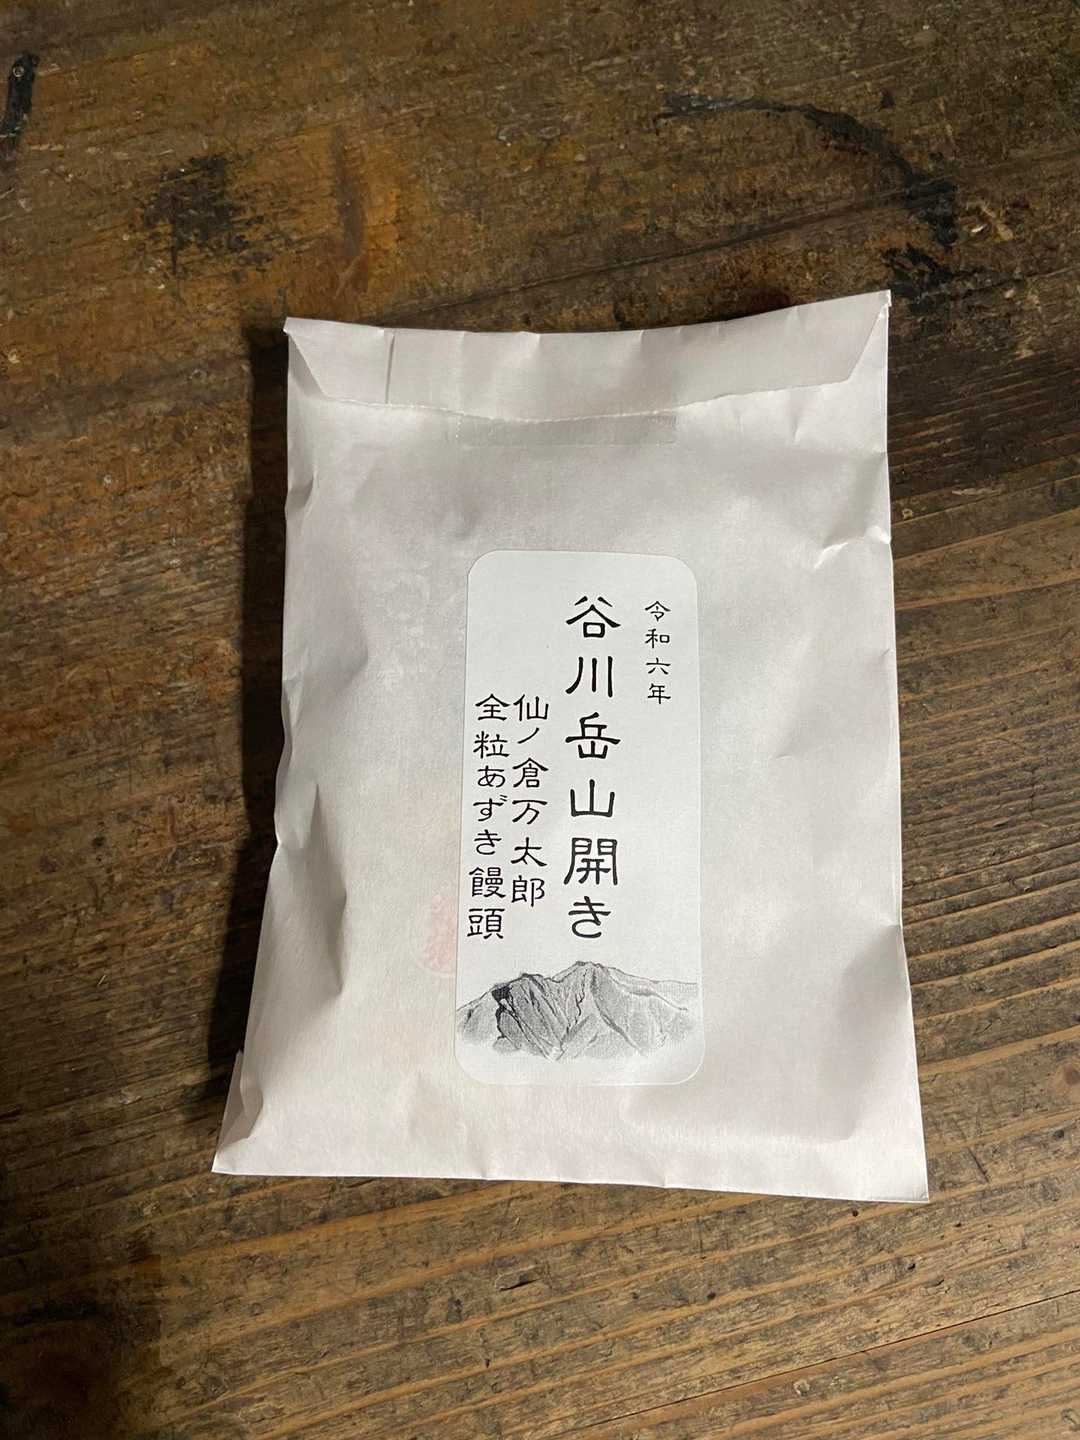 令和六年
谷川岳山開き
仙ノ倉万太郎
全粒あずき饅頭